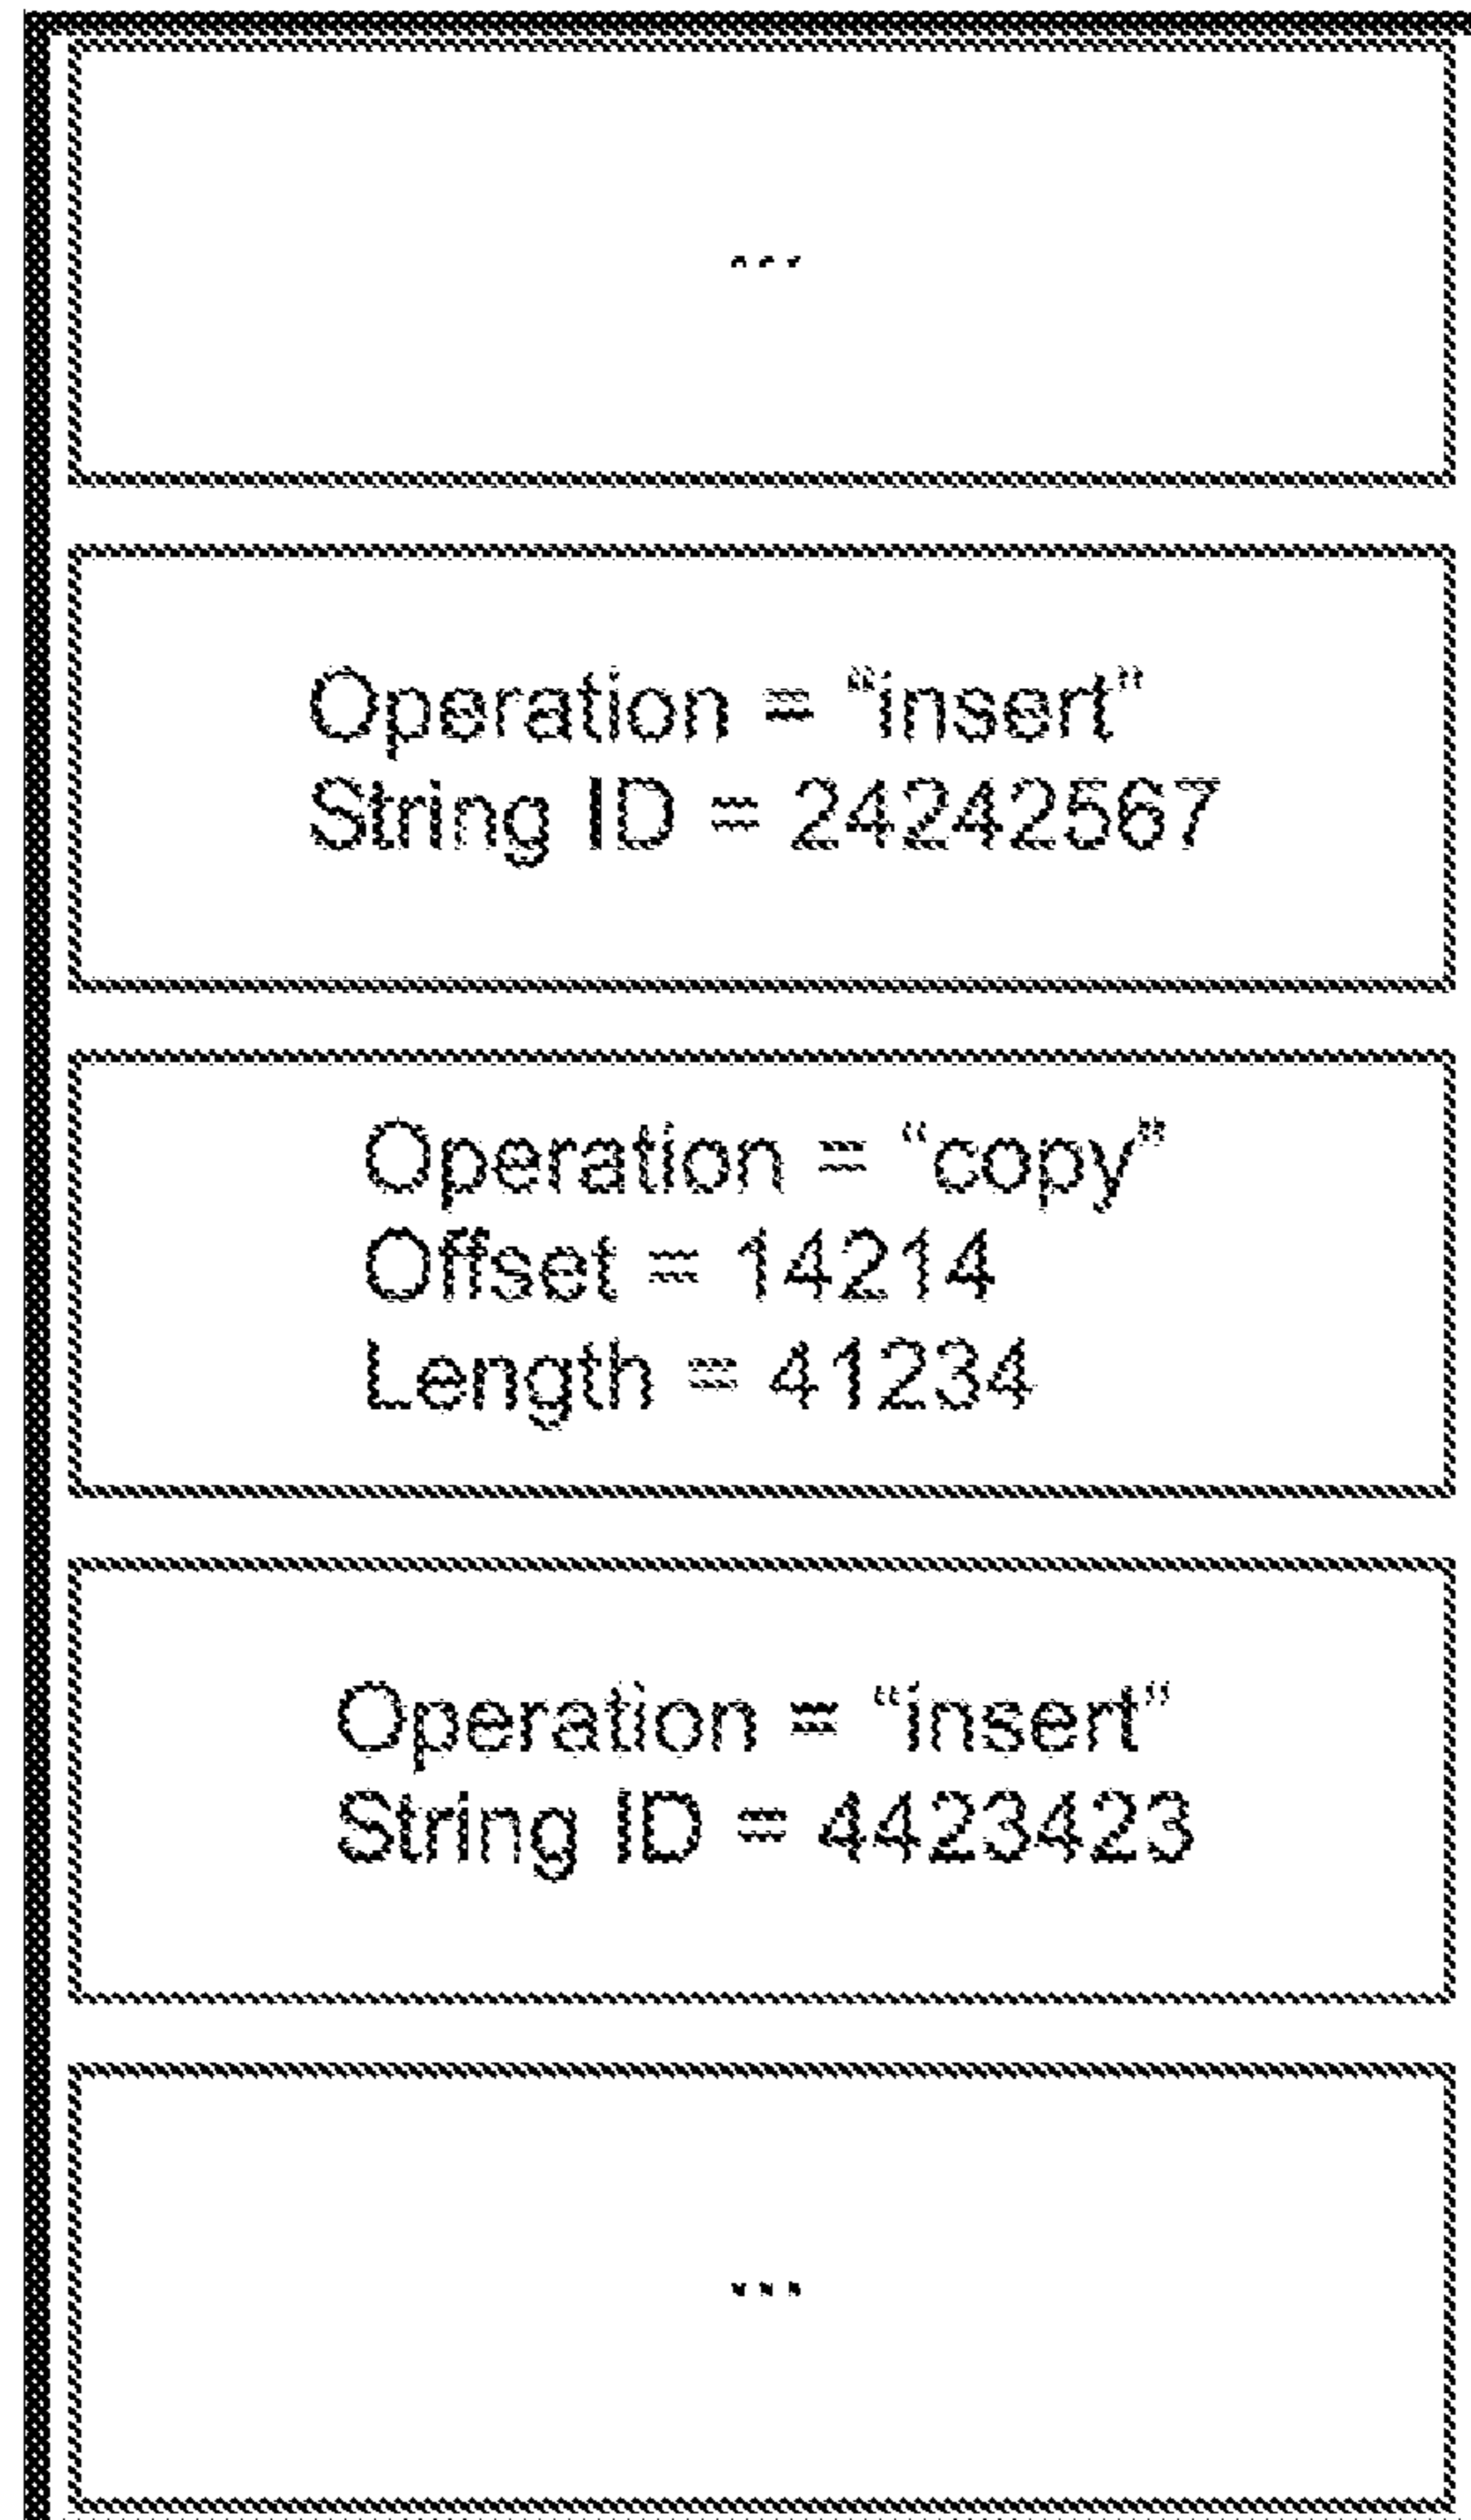 ...
Operation = “insert”
String ID = 24242567
Operation = “copy”
Offset = 14214
Length = 41234
Operation = “insert”
String ID = 4423423
...